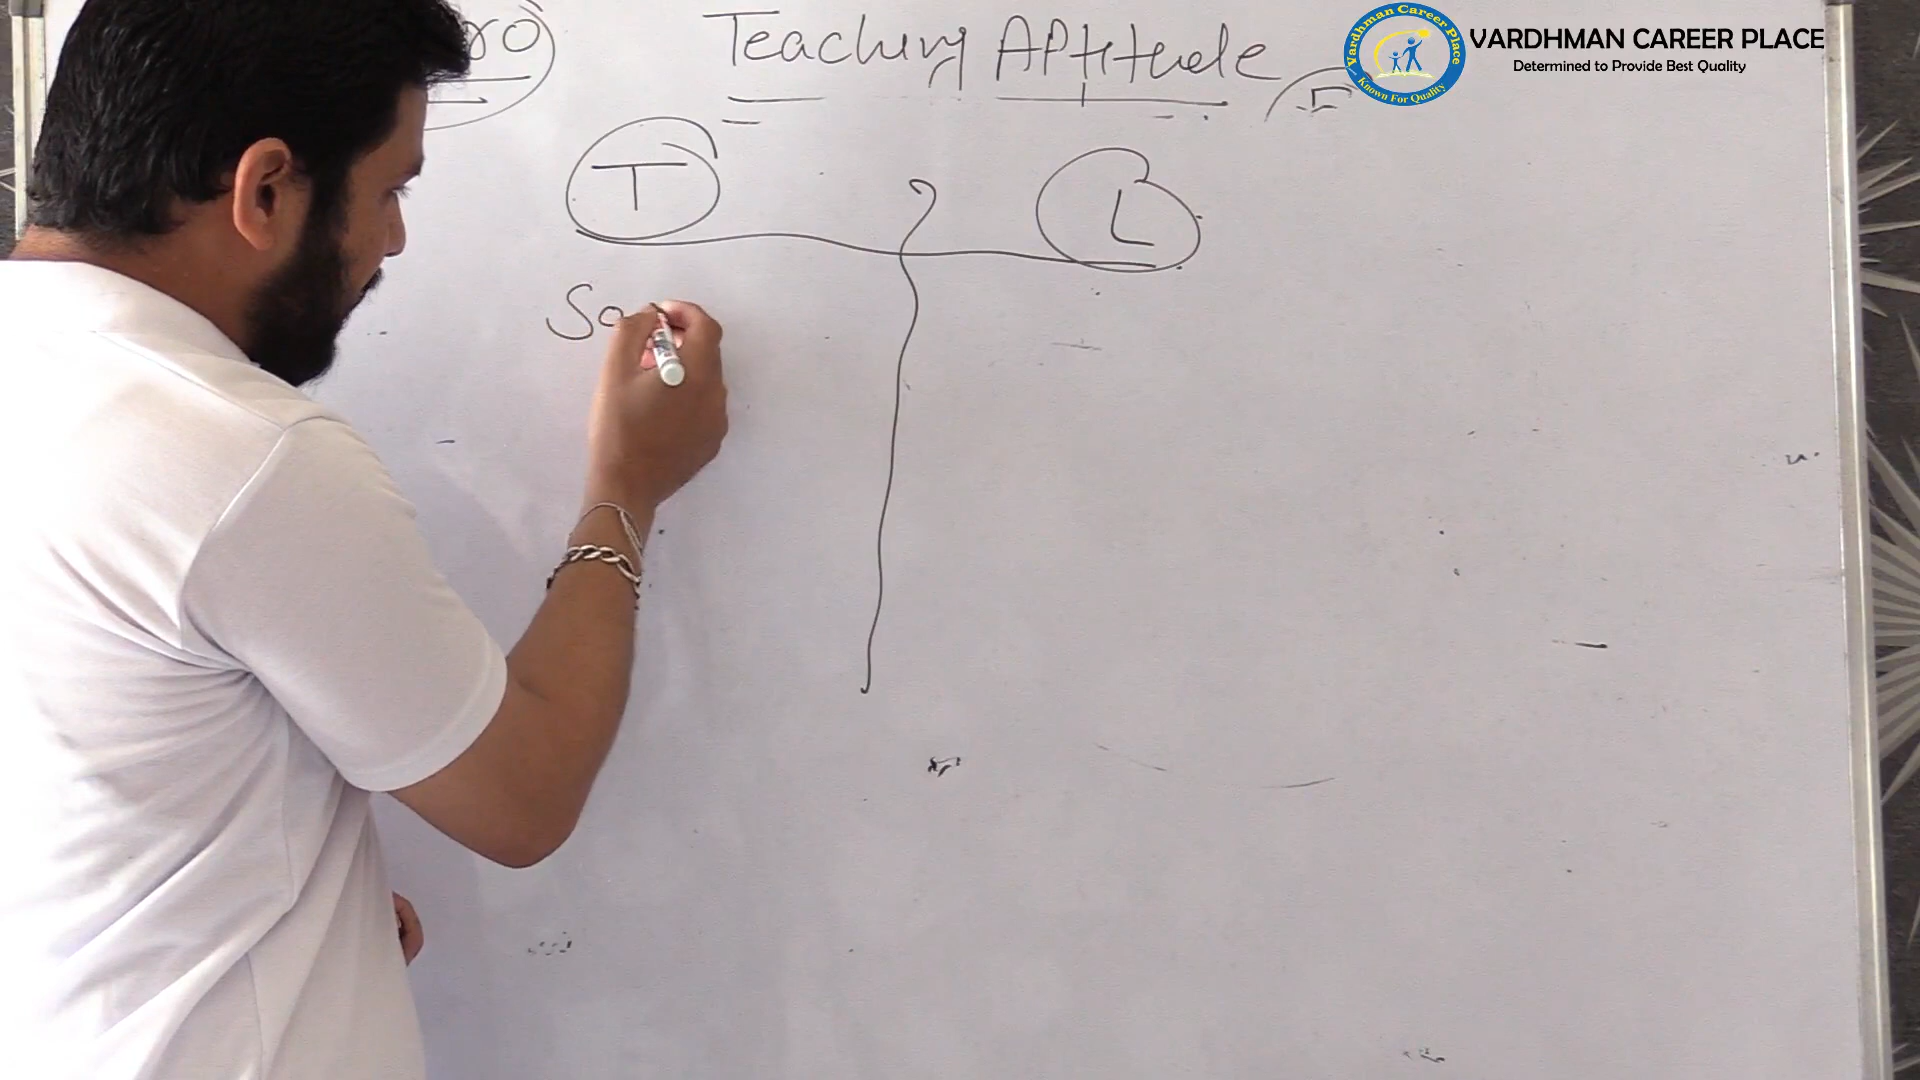 Teaching Aptitude
T L
So
Vardhman Career Place
Known For Quality
VARDHMAN CAREER PLACE
Determined to Provide Best Quality